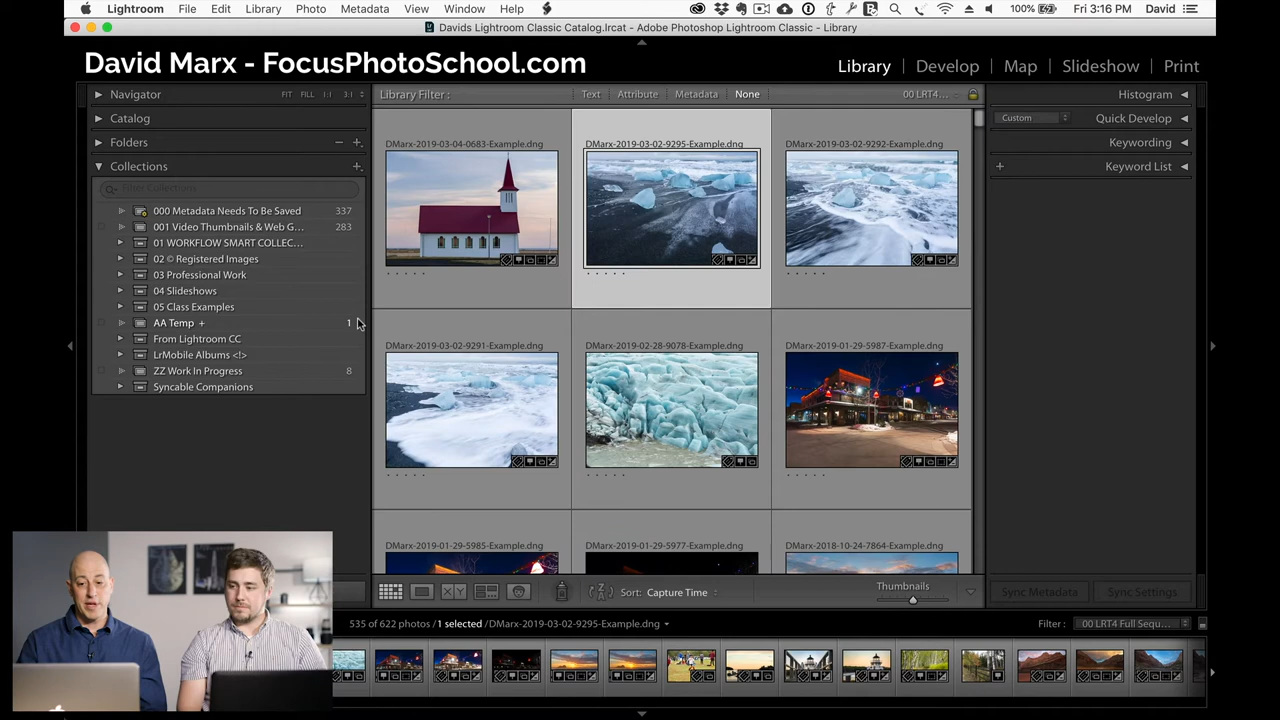 Lightroom File Edit Library Photo Metadata View Window Help 100% Fri 3:16 PM David
Davids Lightroom Classic Catalog.lrcat - Adobe Photoshop Lightroom Classic - Library
David Marx - FocusPhotoSchool.com
Library | Develop | Map | Slideshow | Print
Navigator FIT FILL 1:1 3:1
Library Filter : Text Attribute Metadata None 00 LRT4...
Histogram
Catalog
Custom Quick Develop
Folders
Keywording
Collections
Keyword List
Filter Collections
000 Metadata Needs To Be Saved 337
001 Video Thumbnails & Web G... 283
01 WORKFLOW SMART COLLEC...
02 © Registered Images
03 Professional Work
04 Slideshows
05 Class Examples
AA Temp + 1
From Lightroom CC
LrMobile Albums <!>
ZZ Work In Progress 8
Syncable Companions
DMarx-2019-03-04-0683-Example.dng
DMarx-2019-03-02-9295-Example.dng
DMarx-2019-03-02-9292-Example.dng
DMarx-2019-03-02-9291-Example.dng
DMarx-2019-02-28-9078-Example.dng
DMarx-2019-01-29-5987-Example.dng
DMarx-2019-01-29-5985-Example.dng
DMarx-2019-01-29-5977-Example.dng
DMarx-2018-10-24-7864-Example.dng
Sort: Capture Time
Thumbnails
Sync Metadata Sync Settings
535 of 622 photos / 1 selected / DMarx-2019-03-02-9295-Example.dng
Filter : 00 LRT4 Full Sequ...